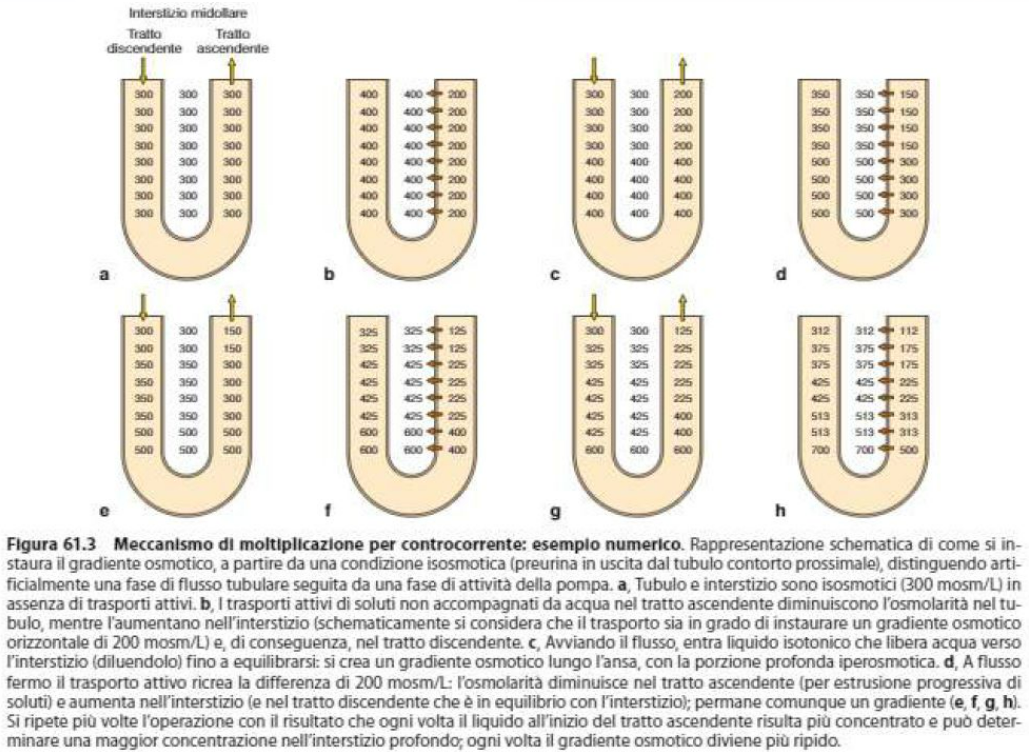 Interstizio midollare
Tratto discendente
Tratto ascendente
300 300 300 400 400 200 300 300 200 350 350 150
300 300 300 400 400 200 300 300 200 350 350 150
300 300 300 400 400 200 300 300 200 350 350 150
300 300 300 400 400 200 300 300 200 350 350 150
300 300 300 400 400 200 400 400 400 500 500 300
300 300 300 400 400 200 400 400 400 500 500 300
300 300 300 400 400 200 400 400 400 500 500 300
300 300 300 400 400 200 400 400 400 500 500 300
a b c d
300 300 150 325 325 125 300 300 125 312 312 112
300 300 150 325 325 125 325 325 225 375 375 175
350 350 300 425 425 225 325 325 225 375 375 175
350 350 300 425 425 225 425 425 225 425 425 225
350 350 300 425 425 225 425 425 225 425 425 225
350 350 300 425 425 225 425 425 400 513 513 313
500 500 500 600 600 400 425 425 400 513 513 313
500 500 500 600 600 400 600 600 600 700 700 500
e f g h
Figura 61.3 Meccanismo di moltiplicazione per controcorrente: esempio numerico. Rappresentazione schematica di come si in-
staura il gradiente osmotico, a partire da una condizione isosmotica (preurina in uscita dal tubulo contorto prossimale), distinguendo arti-
ficialmente una fase di flusso tubulare seguita da una fase di attività della pompa. a, Tubulo e interstizio sono isosmotici (300 mosm/L) in
assenza di trasporti attivi. b, I trasporti attivi di soluti non accompagnati da acqua nel tratto ascendente diminuiscono l'osmolarità nel tu-
bulo, mentre l'aumentano nell'interstizio (schematicamente si considera che il trasporto sia in grado di instaurare un gradiente osmotico
orizzontale di 200 mosm/L) e, di conseguenza, nel tratto discendente. c, Avviando il flusso, entra liquido isotonico che libera acqua verso
l'interstizio (diluendolo) fino a equilibrarsi: si crea un gradiente osmotico lungo l'ansa, con la porzione profonda iperosmotica. d, A flusso
fermo il trasporto attivo ricrea la differenza di 200 mosm/L: l'osmolarità diminuisce nel tratto ascendente (per estrusione progressiva di
soluti) e aumenta nell'interstizio (e nel tratto discendente che è in equilibrio con l'interstizio); permane comunque un gradiente (e, f, g, h).
Si ripete più volte l'operazione con il risultato che ogni volta il liquido all'inizio del tratto ascendente risulta più concentrato e può deter-
minare una maggior concentrazione nell'interstizio profondo; ogni volta il gradiente osmotico diviene più ripido.